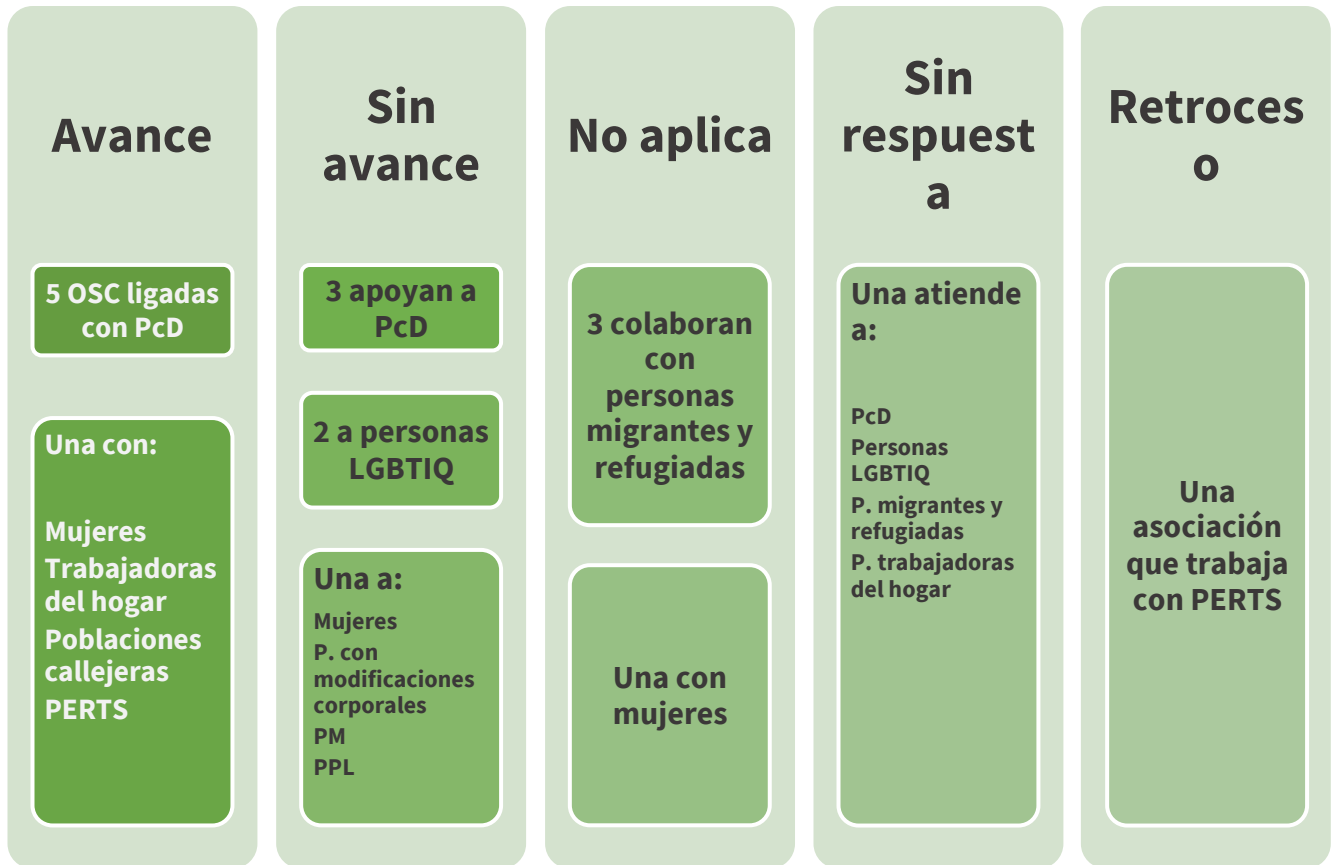 Avance
5 OSC ligadas
con PcD
Una con:
Mujeres
Trabajadoras
del hogar
Poblaciones
callejeras
PERTS
Sin
avance
3 apoyan a
PcD
2 a personas
LGBTIQ
Una a:
Mujeres
P. con
modificaciones
corporales
PM
PPL
No aplica
3 colaboran
con
personas
migrantes y
refugiadas
Una con
mujeres
Sin
respuest
a
Una atiende
a:
PcD
Personas
LGBTIQ
P. migrantes y
refugiadas
P. trabajadoras
del hogar
Retroces
o
Una
asociación
que trabaja
con PERTS